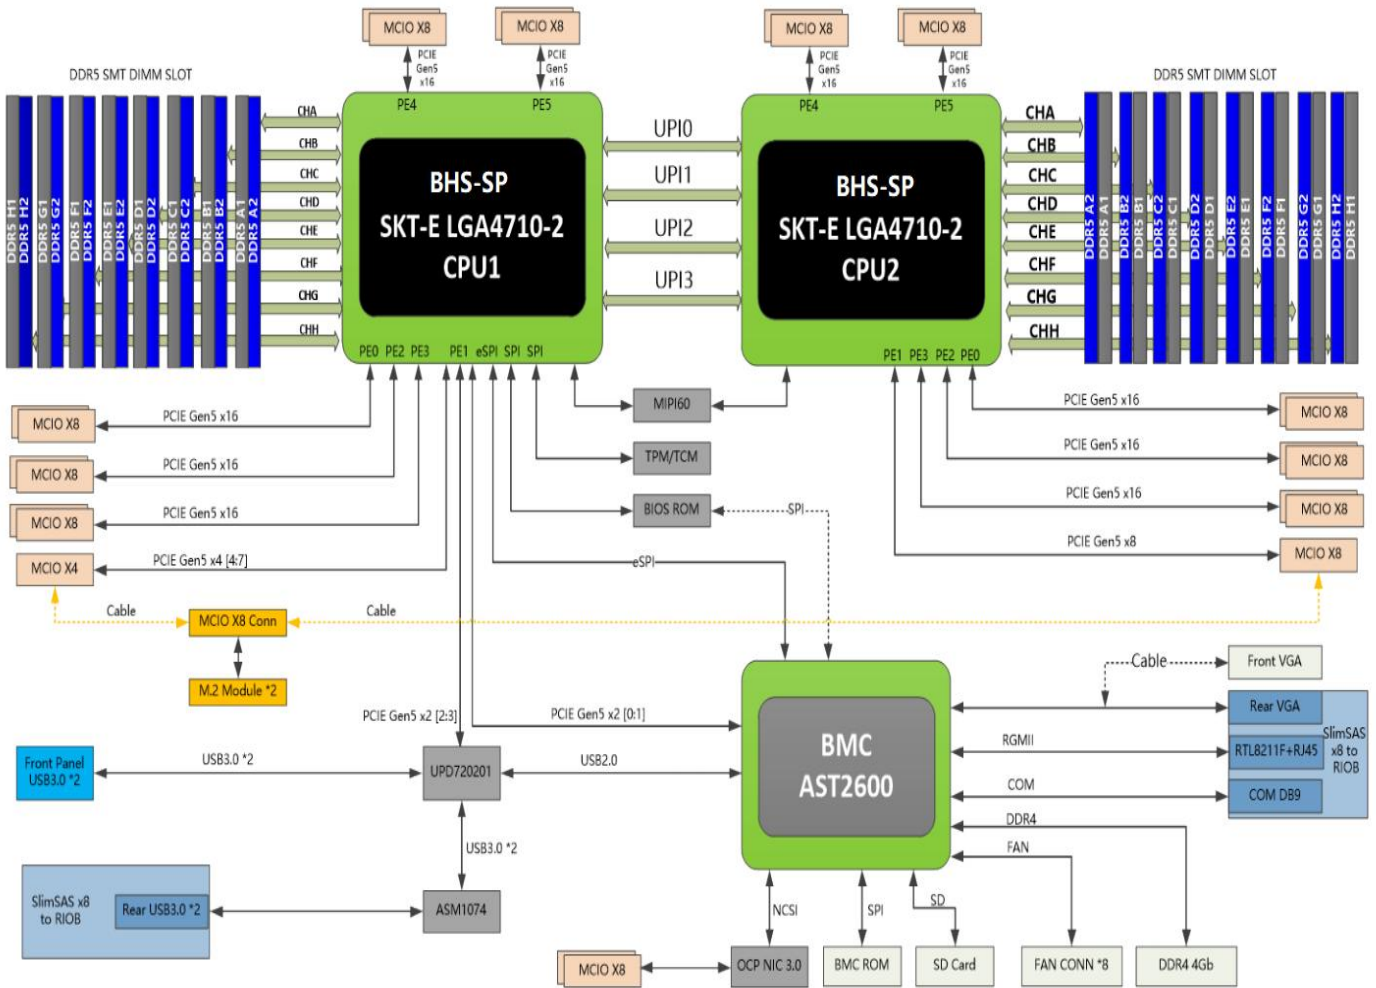 MCIO X8
MCIO X8
MCIO X8
MCIO X8
PCIE
Gen5
x16
PCIE
Gen5
x16
PCIE
Gen5
x16
PCIE
Gen5
x16
DDR5 SMT DIMM SLOT
DDR5 SMT DIMM SLOT
PE4
PE5
PE4
PE5
DDR5 H1
DDR5 H2
DDR5 G1
DDR5 G2
DDR5 F1
DDR5 F2
DDR5 E1
DDR5 E2
DDR5 D1
DDR5 D2
DDR5 C1
DDR5 C2
DDR5 B1
DDR5 B2
DDR5 A1
DDR5 A2
CHA
CHB
CHC
CHD
CHE
CHF
CHG
CHH
BHS-SP
SKT-E LGA4710-2
CPU1
UPI0
UPI1
UPI2
UPI3
BHS-SP
SKT-E LGA4710-2
CPU2
CHA
CHB
CHC
CHD
CHE
CHF
CHG
CHH
DDR5 A2
DDR5 A1
DDR5 B2
DDR5 B1
DDR5 C2
DDR5 C1
DDR5 D2
DDR5 D1
DDR5 E2
DDR5 E1
DDR5 F2
DDR5 F1
DDR5 G2
DDR5 G1
DDR5 H2
DDR5 H1
PE0 PE2 PE3 PE1 eSPI SPI SPI
PE1 PE3 PE2 PE0
MCIO X8
PCIE Gen5 x16
MIPI60
PCIE Gen5 x16
MCIO X8
MCIO X8
PCIE Gen5 x16
TPM/TCM
PCIE Gen5 x16
MCIO X8
MCIO X8
PCIE Gen5 x16
BIOS ROM
SPI
PCIE Gen5 x16
MCIO X8
MCIO X4
PCIE Gen5 x4 [4:7]
eSPI
PCIE Gen5 x8
MCIO X8
Cable
MCIO X8 Conn
Cable
M.2 Module *2
PCIE Gen5 x2 [2:3]
PCIE Gen5 x2 [0:1]
Cable
Front VGA
Rear VGA
SlimSAS
x8 to
RIOB
RGMII
RTL8211F+RJ45
COM
COM DB9
BMC
AST2600
Front Panel
USB3.0 *2
USB3.0 *2
UPD720201
USB2.0
DDR4
FAN
USB3.0 *2
SlimSAS x8
to RIOB
Rear USB3.0 *2
ASM1074
NCSI
SPI
SD
MCIO X8
OCP NIC 3.0
BMC ROM
SD Card
FAN CONN *8
DDR4 4Gb